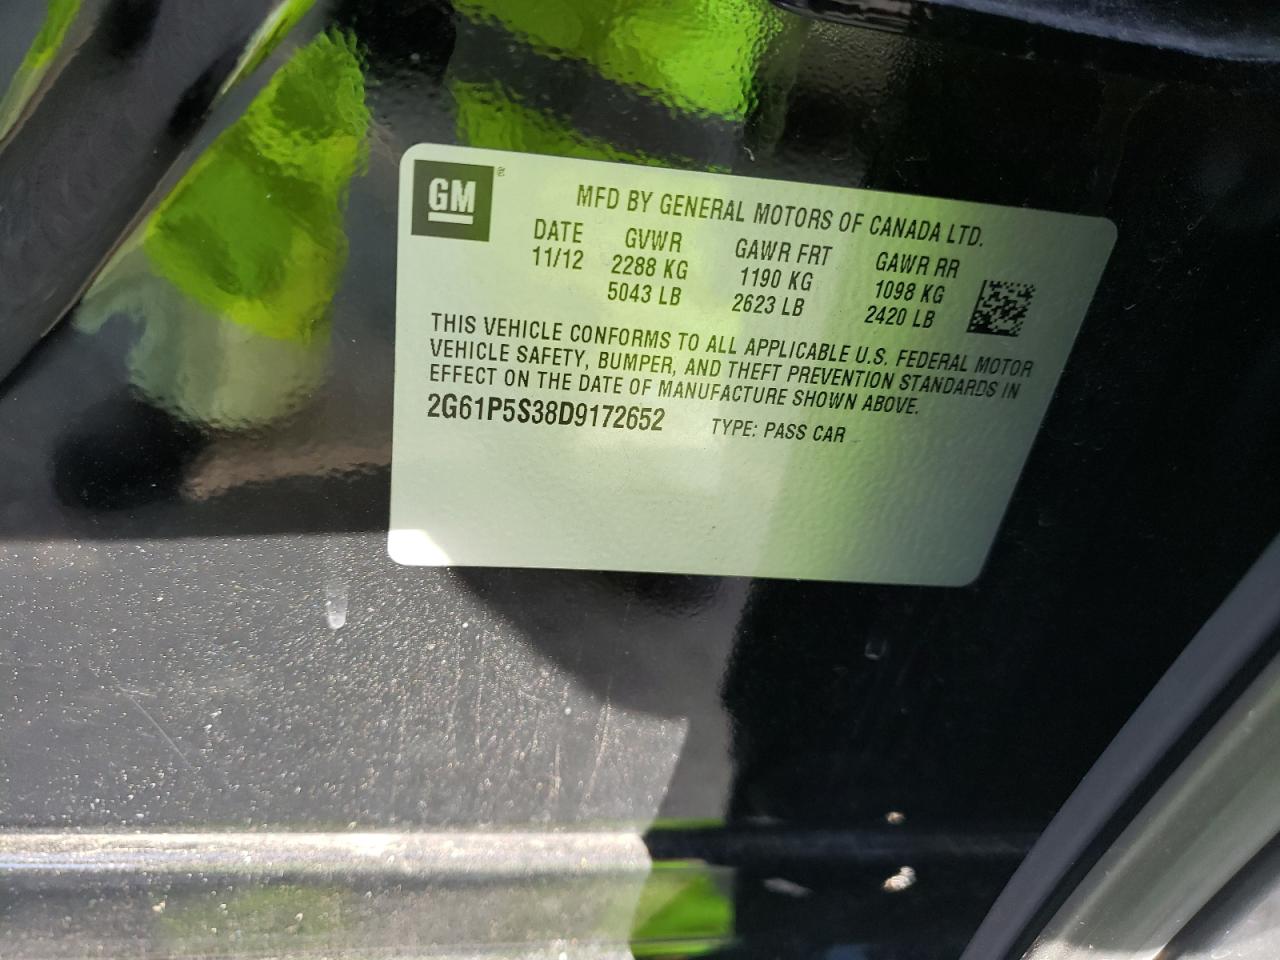 GM
MFD BY GENERAL MOTORS OF CANADA LTD.
DATE GVWR GAWR FRT GAWR RR
11/12 2288 KG 1190 KG 1098 KG
5043 LB 2623 LB 2420 LB
THIS VEHICLE CONFORMS TO ALL APPLICABLE U.S. FEDERAL MOTOR
VEHICLE SAFETY, BUMPER, AND THEFT PREVENTION STANDARDS IN
EFFECT ON THE DATE OF MANUFACTURE SHOWN ABOVE.
2G61P5S38D9172652 TYPE: PASS CAR